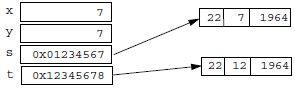 x 7 22 7 1964
y 7
s 0x01234567
t 0x12345678 22 12 1964